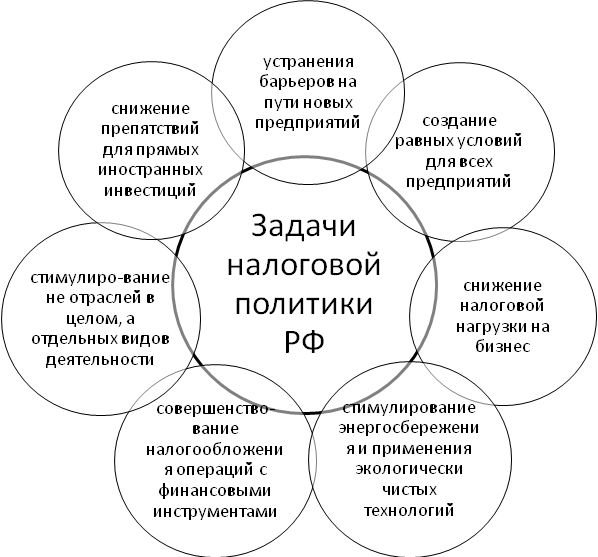 устранения
барьеров на
пути новых
предприятий
создание
равных условий
для всех
предприятий
снижение
налоговой
нагрузки на
бизнес
стимулирование
энергосбережени
я и применения
экологически
чистых
технологий
совершенство-
вание
налогообложени
я операций с
финансовыми
инструментами
стимулиро-вание
не отраслей в
целом, а
отдельных видов
деятельности
снижение
препятствий
для прямых
иностранных
инвестиций
Задачи
налоговой
политики
РФ